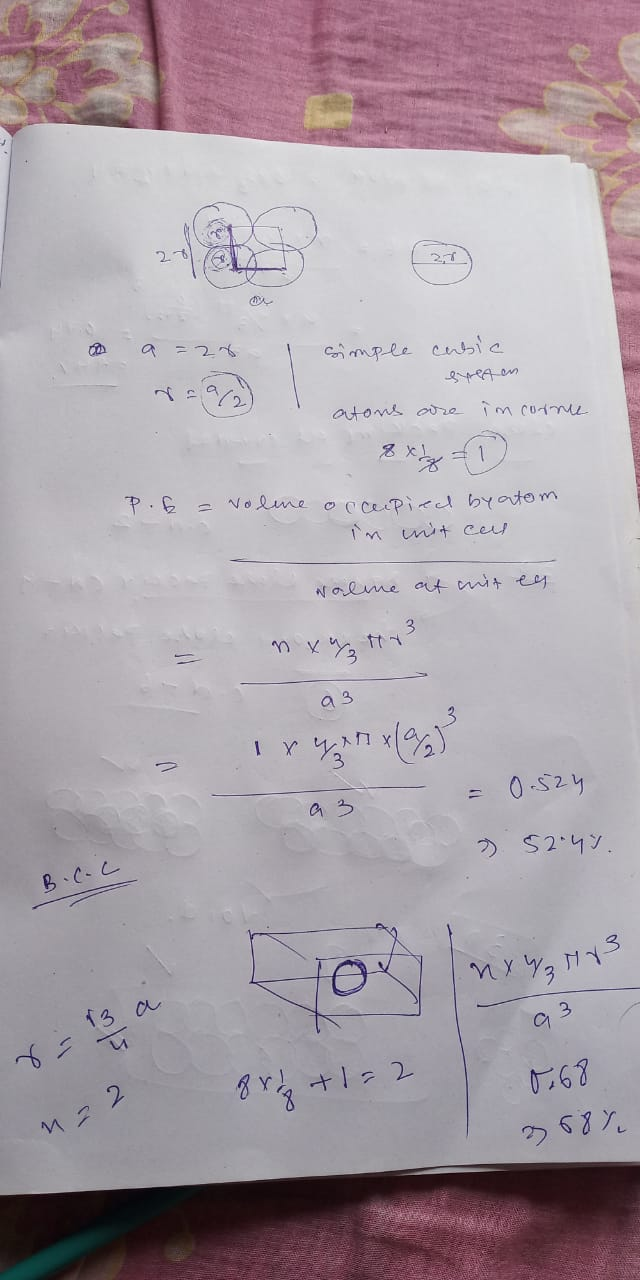 2r
2r
a
a = 2r
r = a/2
simple cubic
system
atoms are in corner
8 × 1/8 = 1
P.E = volume occupied by atom
in unit cell
volume of unit cell
= n × 4/3 πr³
a³
= 1 × 4/3 × π × (a/2)³
a³
= 0.524
⇒ 52.4%.
B.C.C
r = √3/4 a
n = 2
8 × 1/8 + 1 = 2
n × 4/3 πr³
a³
0.68
⇒ 68%